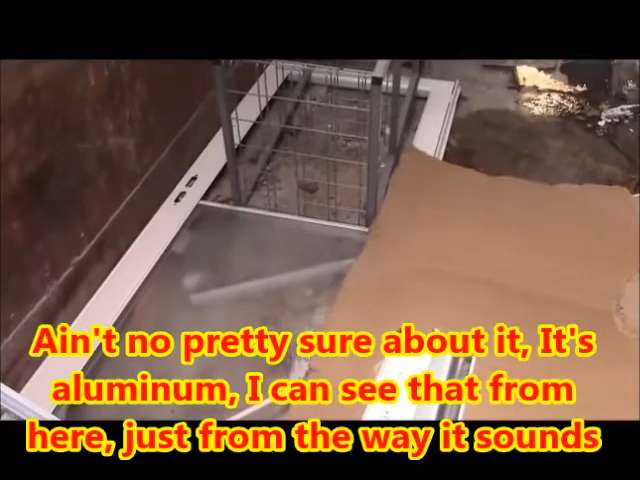 Ain't no pretty sure about it, It's
aluminum, I can see that from
here, just from the way it sounds